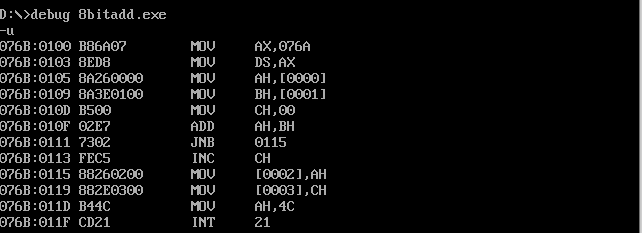 D:\>debug 8bitadd.exe
-u
076B:0100 B86A07 MOV AX,076A
076B:0103 8ED8 MOV DS,AX
076B:0105 8A260000 MOV AH,[0000]
076B:0109 8A3E0100 MOV BH,[0001]
076B:010D B500 MOV CH,00
076B:010F 02E7 ADD AH,BH
076B:0111 7302 JNB 0115
076B:0113 FEC5 INC CH
076B:0115 88260200 MOV [0002],AH
076B:0119 882E0300 MOV [0003],CH
076B:011D B44C MOV AH,4C
076B:011F CD21 INT 21